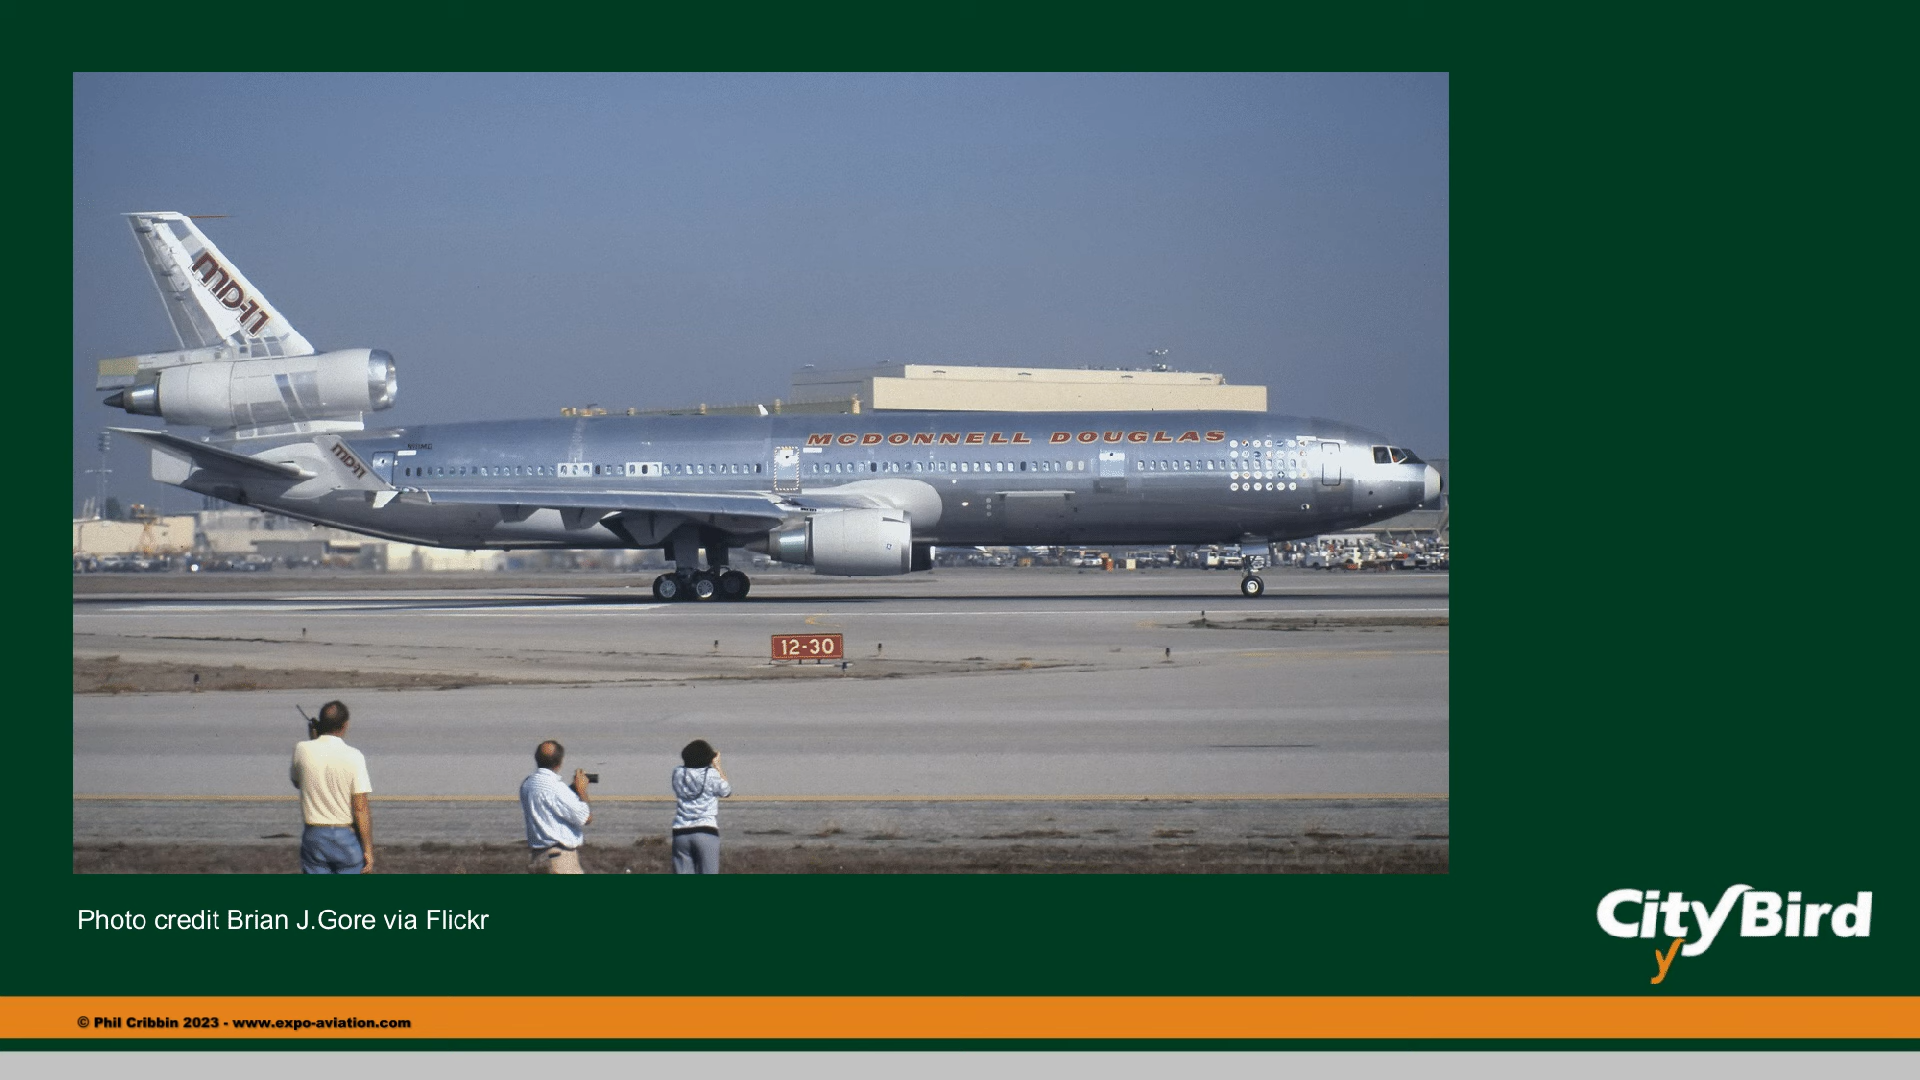 MD-11
MCDONNELL DOUGLAS
MD-11
12-30
Photo credit Brian J.Gore via Flickr
CityBird
y
© Phil Cribbin 2023 - www.expo-aviation.com